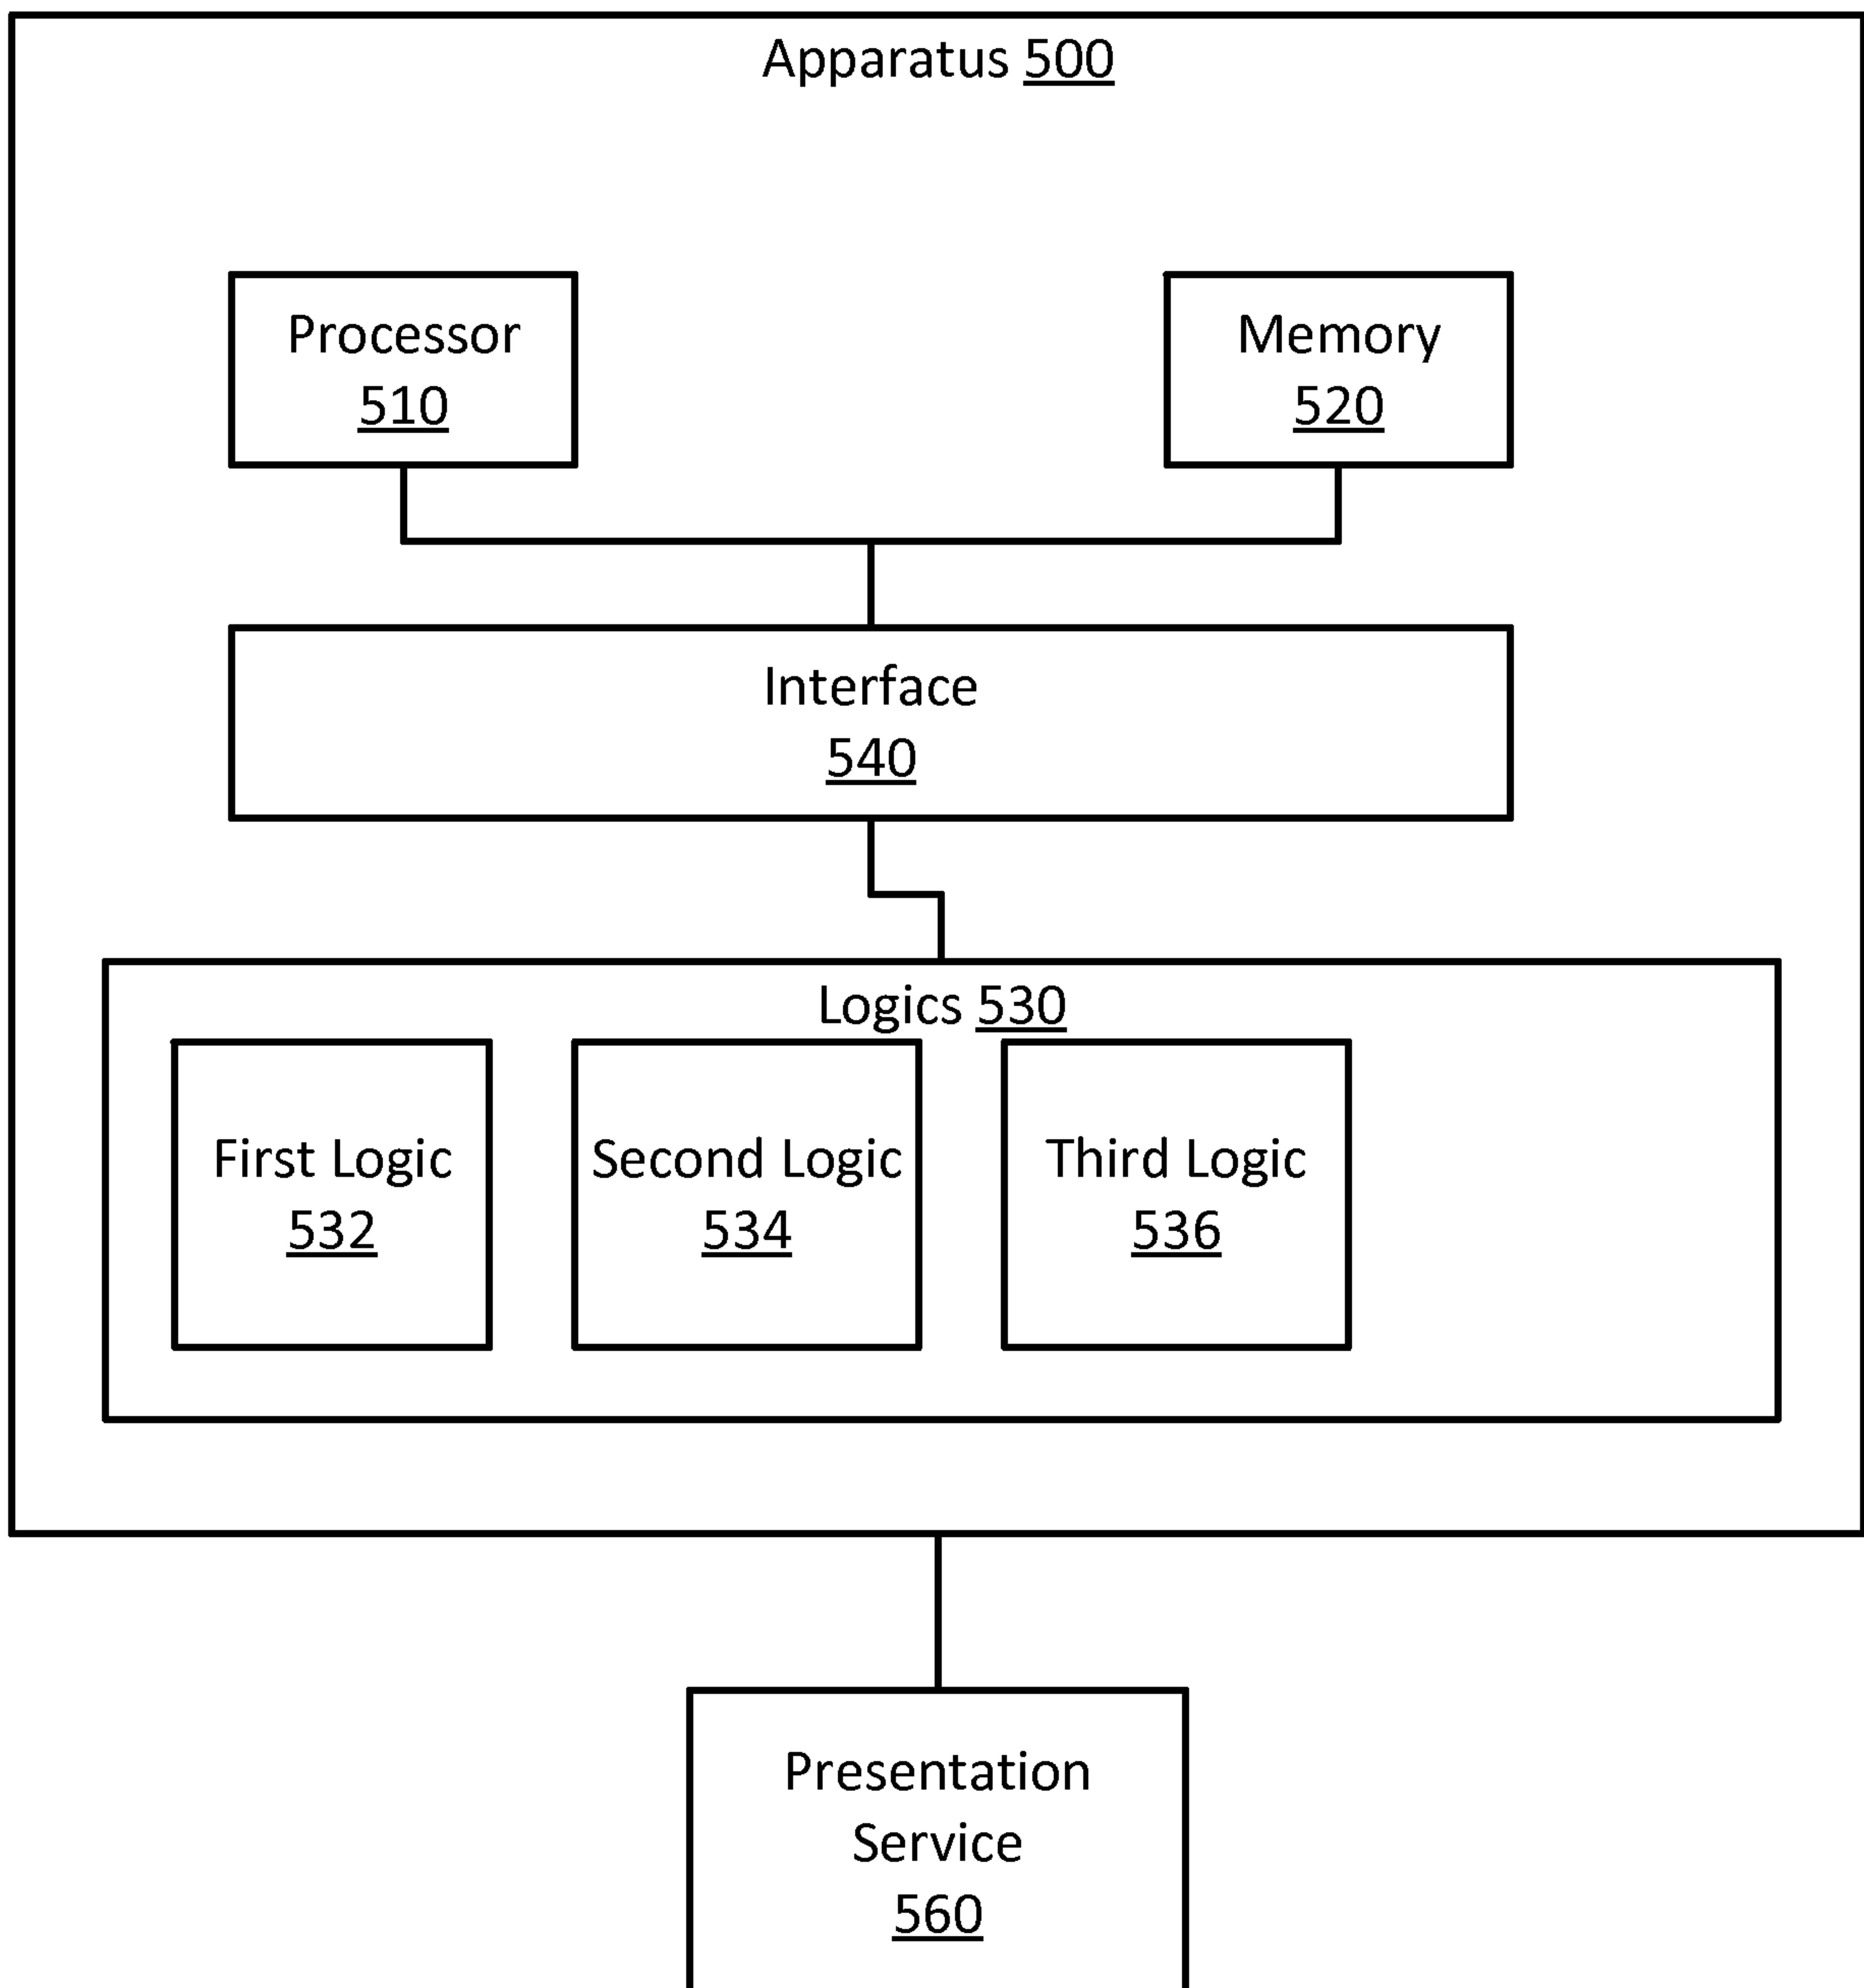 Apparatus 500
Processor
510
Memory
520
Interface
540
Logics 530
First Logic
532
Second Logic
534
Third Logic
536
Presentation
Service
560